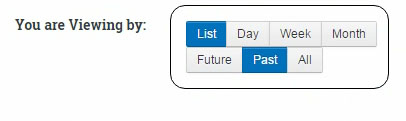 You are Viewing by:
List Day Week Month
Future Past All